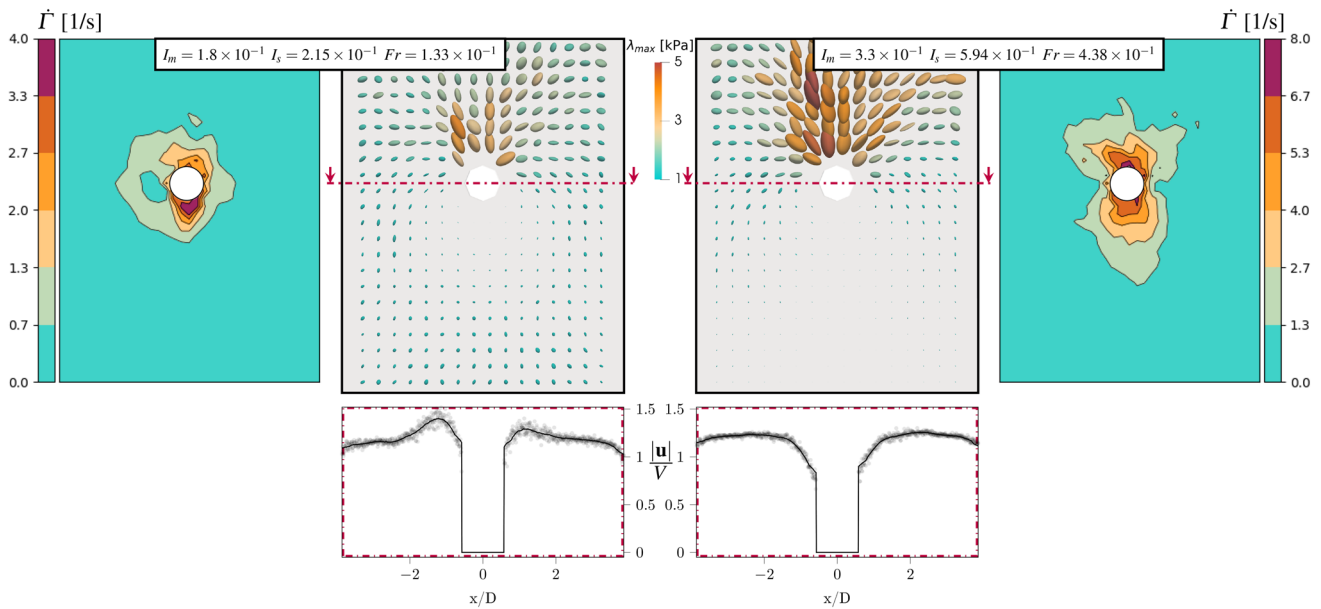 Γ̇ [1/s]
Γ̇ [1/s]
I_m = 1.8 × 10⁻¹ I_s = 2.15 × 10⁻¹ Fr = 1.33 × 10⁻¹
λ_max [kPa]
I_m = 3.3 × 10⁻¹ I_s = 5.94 × 10⁻¹ Fr = 4.38 × 10⁻¹
4.0
3.3
2.7
2.0
1.3
0.7
0.0
5
3
1
8.0
6.7
5.3
4.0
2.7
1.3
0.0
1.5
1
0.5
0
|u|
V
1.5
1
0.5
0
−2 0 2
x/D
−2 0 2
x/D